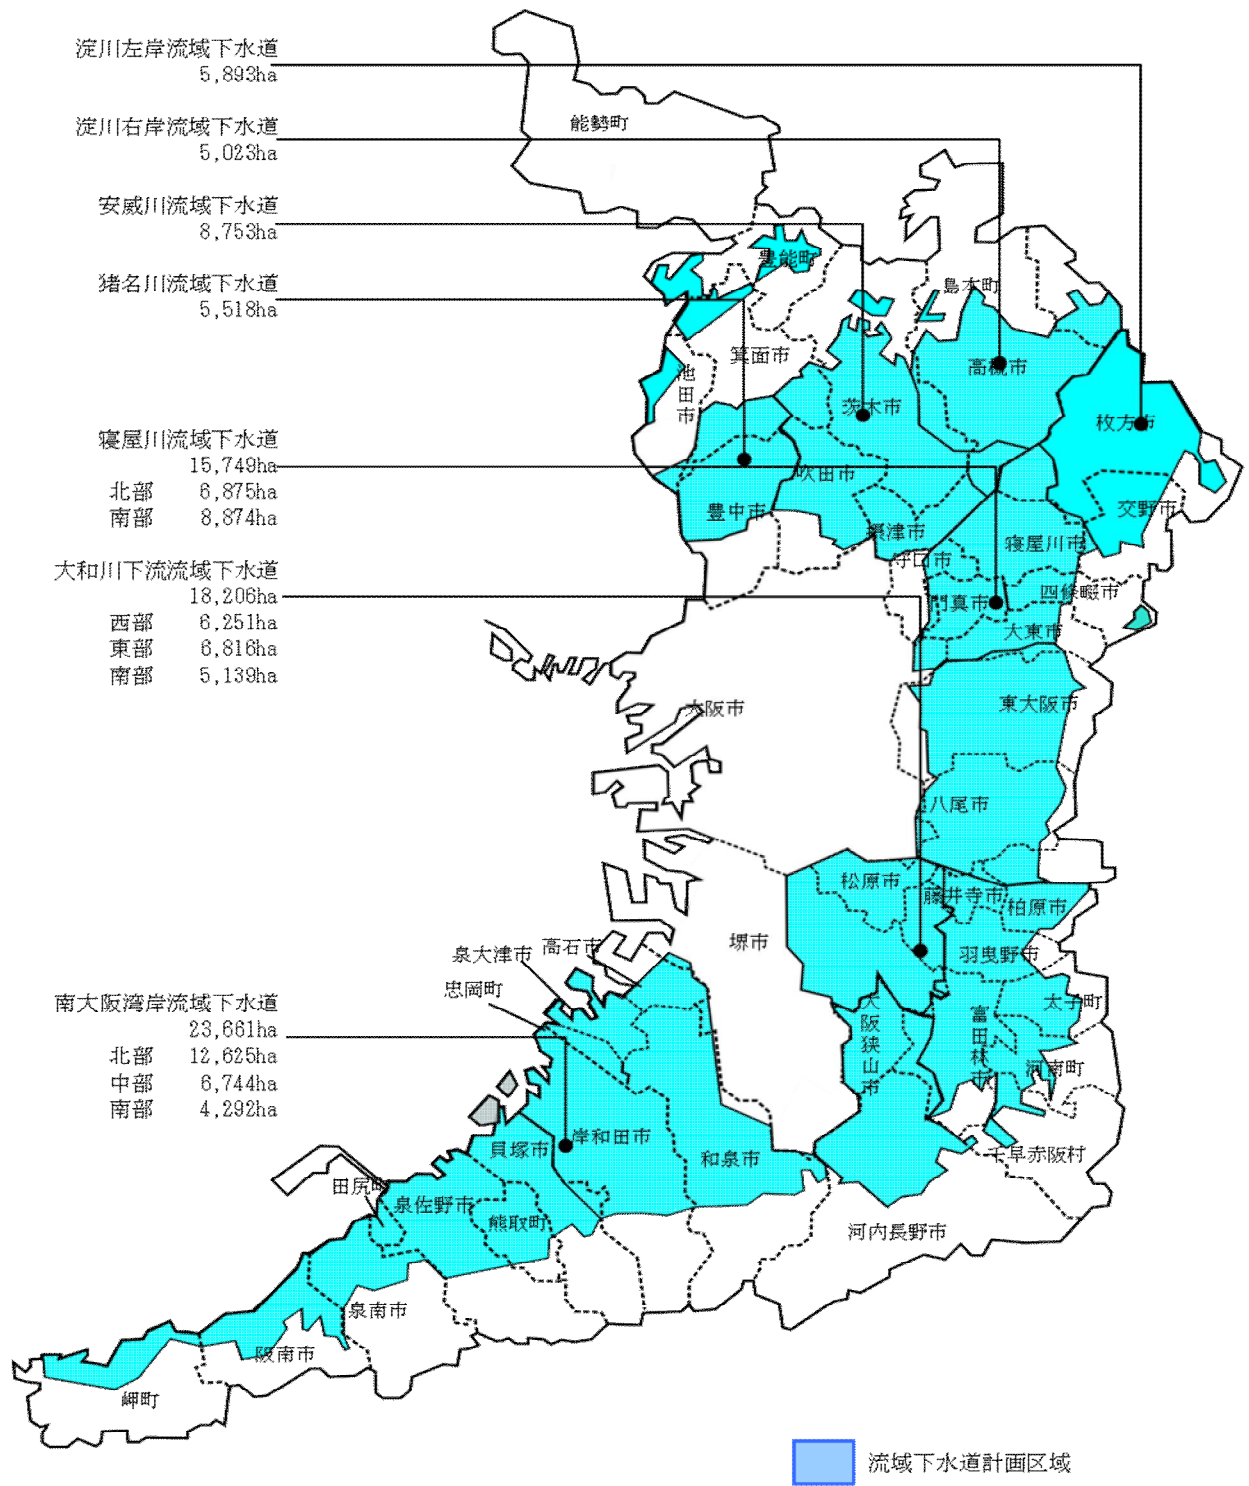 淀川左岸流域下水道
5,893ha
淀川右岸流域下水道
5,023ha
安威川流域下水道
8,753ha
猪名川流域下水道
5,518ha
寝屋川流域下水道
15,749ha
北部 6,875ha
南部 8,874ha
大和川下流流域下水道
18,206ha
西部 6,251ha
東部 6,816ha
南部 5,139ha
南大阪湾岸流域下水道
23,661ha
北部 12,625ha
中部 6,744ha
南部 4,292ha
能勢町
豊能町
島本町
箕面市
池田市
高槻市
茨木市
枚方市
吹田市
豊中市
交野市
摂津市
寝屋川市
守口市
四條畷市
門真市
大東市
東大阪市
大阪市
八尾市
松原市
藤井寺市
柏原市
堺市
羽曳野市
高石市
泉大津市
忠岡町
太子町
大阪狭山市
富田林市
河南町
千早赤阪村
岸和田市
貝塚市
和泉市
田尻町
泉佐野市
熊取町
河内長野市
泉南市
阪南市
岬町
流域下水道計画区域